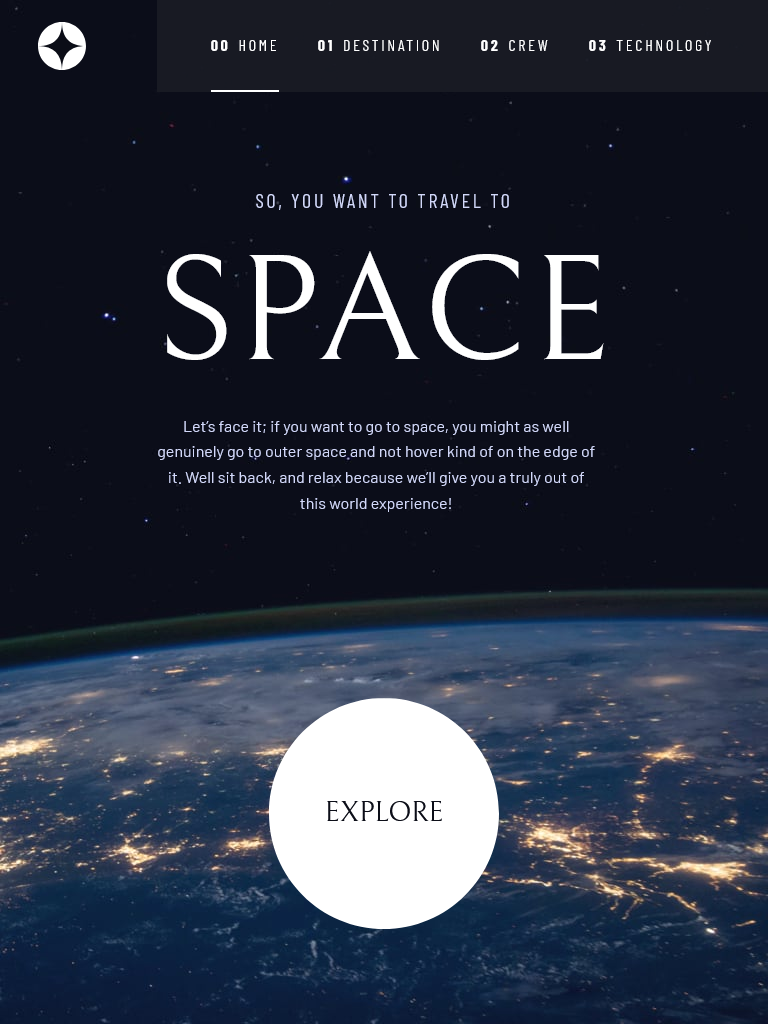 00 HOME 01 DESTINATION 02 CREW 03 TECHNOLOGY
SO, YOU WANT TO TRAVEL TO
SPACE
Let’s face it; if you want to go to space, you might as well
genuinely go to outer space and not hover kind of on the edge of
it. Well sit back, and relax because we’ll give you a truly out of
this world experience!
EXPLORE